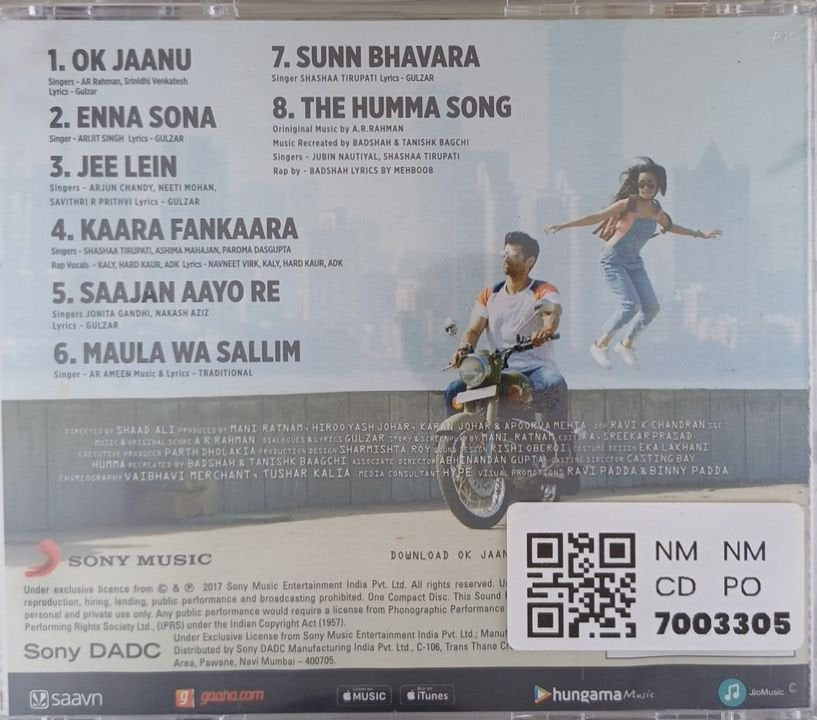 1. OK JAANU
Singers - AR Rahman, Srinidhi Venkatesh
Lyrics - Gulzar
2. ENNA SONA
Singer - ARIJIT SINGH Lyrics - GULZAR
3. JEE LEIN
Singers - ARJUN CHANDY, NEETI MOHAN,
SAVITHRI R PRITHVI Lyrics - GULZAR
4. KAARA FANKAARA
Singers - SHASHAA TIRUPATI, ASHIMA MAHAJAN, PAROMA DASGUPTA
Rap Vocals - KALY, HARD KAUR, ADK Lyrics - NAVNEET VIRK, KALY, HARD KAUR, ADK
5. SAAJAN AAYO RE
Singers JONITA GANDHI, NAKASH AZIZ
Lyrics - GULZAR
6. MAULA WA SALLIM
Singer - AR AMEEN Music & Lyrics - TRADITIONAL
7. SUNN BHAVARA
Singer SHASHAA TIRUPATI Lyrics - GULZAR
8. THE HUMMA SONG
Oriniginal Music by A.R.RAHMAN
Music Recreated by BADSHAH & TANISHK BAGCHI
Singers - JUBIN NAUTIYAL, SHASHAA TIRUPATI
Rap by - BADSHAH LYRICS BY MEHBOOB
DIRECTED BY SHAAD ALI PRODUCED BY MANI RATNAM, HIROO YASH JOHAR, KARAN JOHAR & APOORVA MEHTA DOP RAVI K CHANDRAN ISC
MUSIC & ORIGINAL SCORE A R RAHMAN DIALOGUES & LYRICS GULZAR STORY & SCREENPLAY BY MANI RATNAM EDITOR A. SREEKAR PRASAD
EXECUTIVE PRODUCER PARTH DHOLAKIA PRODUCTION DESIGN SHARMISHTA ROY SOUND DESIGN RISHI OBEROI COSTUME DESIGN EKA LAKHANI
HUMMA RECREATED BY BADSHAH & TANISHK BAAGCHI ASSOCIATE DIRECTOR ABHINANDAN GUPTA CASTING DIRECTOR CASTING BAY
CHOREOGRAPHY VAIBHAVI MERCHANT, TUSHAR KALIA MEDIA CONSULTANT HYPE VISUAL PROMOTIONS RAVI PADDA & BINNY PADDA
SONY MUSIC
DOWNLOAD OK JAAN
Under exclusive licence from © & ℗ 2017 Sony Music Entertainment India Pvt. Ltd. All rights reserved.
reproduction, hiring, lending, public performance and broadcasting prohibited. One Compact Disc. This Sound
personal and private use only. Any public performance would require a license from Phonographic Performance
Performing Rights Society Ltd., (IPRS) under the Indian Copyright Act (1957).
Sony DADC
Under Exclusive License from Sony Music Entertainment India Pvt. Ltd.;
Distributed by Sony DADC Manufacturing India Pvt. Ltd., C-106, Trans Thane
Area, Pawane, Navi Mumbai – 400705.
NM NM
CD PO
7003305
saavn
gaana.com
Listen on
APPLE MUSIC
Buy on
iTunes
hungama Music
JioMusic